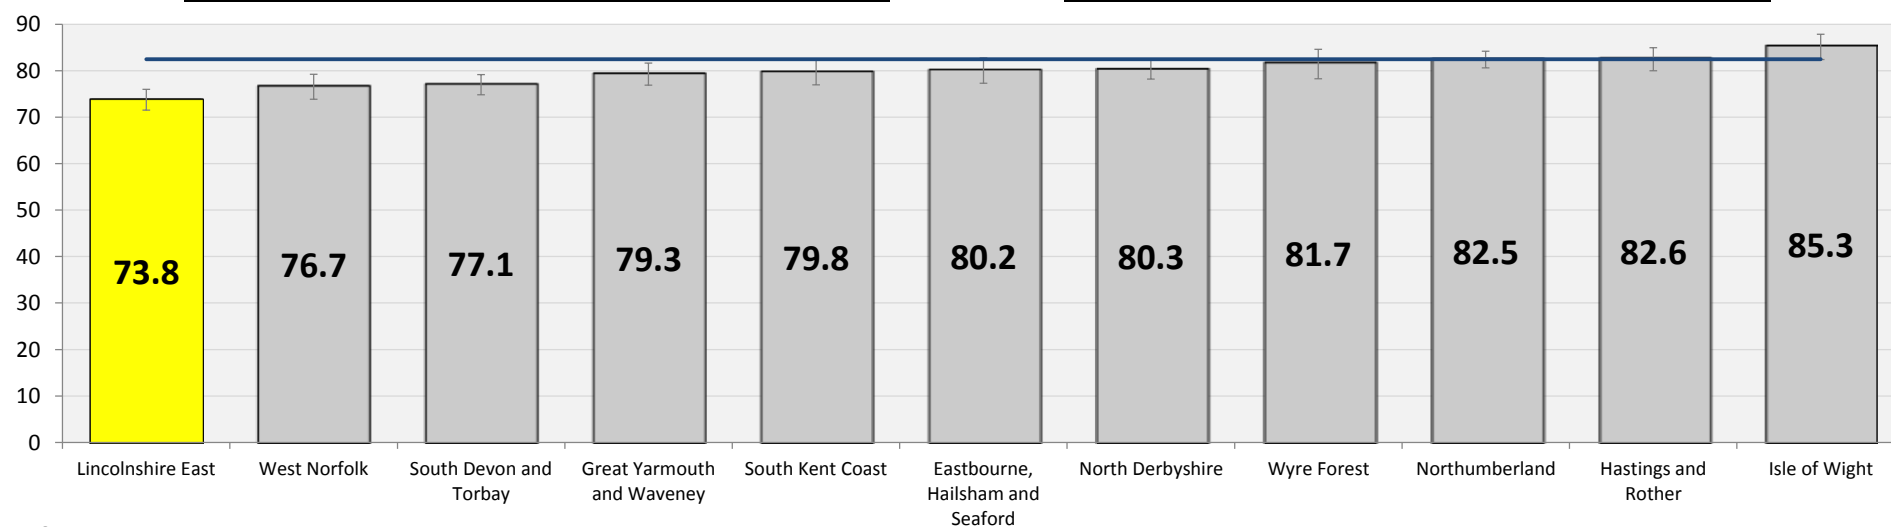 90
80
70
60
50
40
30
20
10
0
73.8
76.7
77.1
79.3
79.8
80.2
80.3
81.7
82.5
82.6
85.3
Lincolnshire East
West Norfolk
South Devon and
Torbay
Great Yarmouth
and Waveney
South Kent Coast
Eastbourne,
Hailsham and
Seaford
North Derbyshire
Wyre Forest
Northumberland
Hastings and
Rother
Isle of Wight